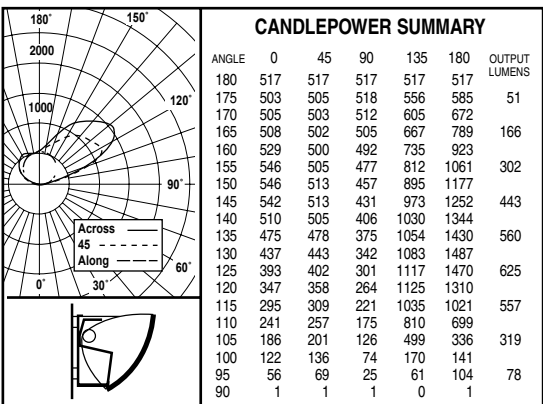 180˚ 150˚
2000
120˚
1000
90˚
Across
45
Along
60˚
0˚ 30˚
CANDLEPOWER SUMMARY
ANGLE 0 45 90 135 180 OUTPUT
LUMENS
180 517 517 517 517 517
175 503 505 518 556 585 51
170 505 503 512 605 672
165 508 502 505 667 789 166
160 529 500 492 735 923
155 546 505 477 812 1061 302
150 546 513 457 895 1177
145 542 513 431 973 1252 443
140 510 505 406 1030 1344
135 475 478 375 1054 1430 560
130 437 443 342 1083 1487
125 393 402 301 1117 1470 625
120 347 358 264 1125 1310
115 295 309 221 1035 1021 557
110 241 257 175 810 699
105 186 201 126 499 336 319
100 122 136 74 170 141
95 56 69 25 61 104 78
90 1 1 1 0 1